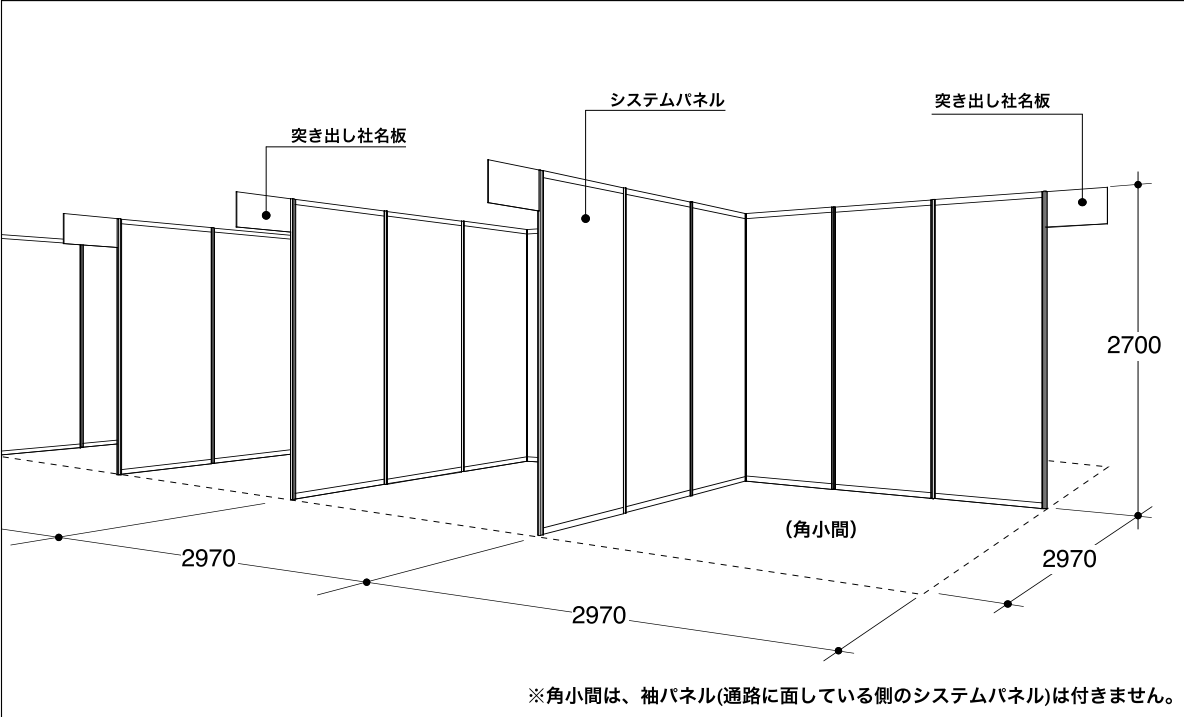 システムパネル
突き出し社名板
突き出し社名板
2700
(角小間)
2970
2970
2970
※角小間は、袖パネル(通路に面している側のシステムパネル)は付きません。